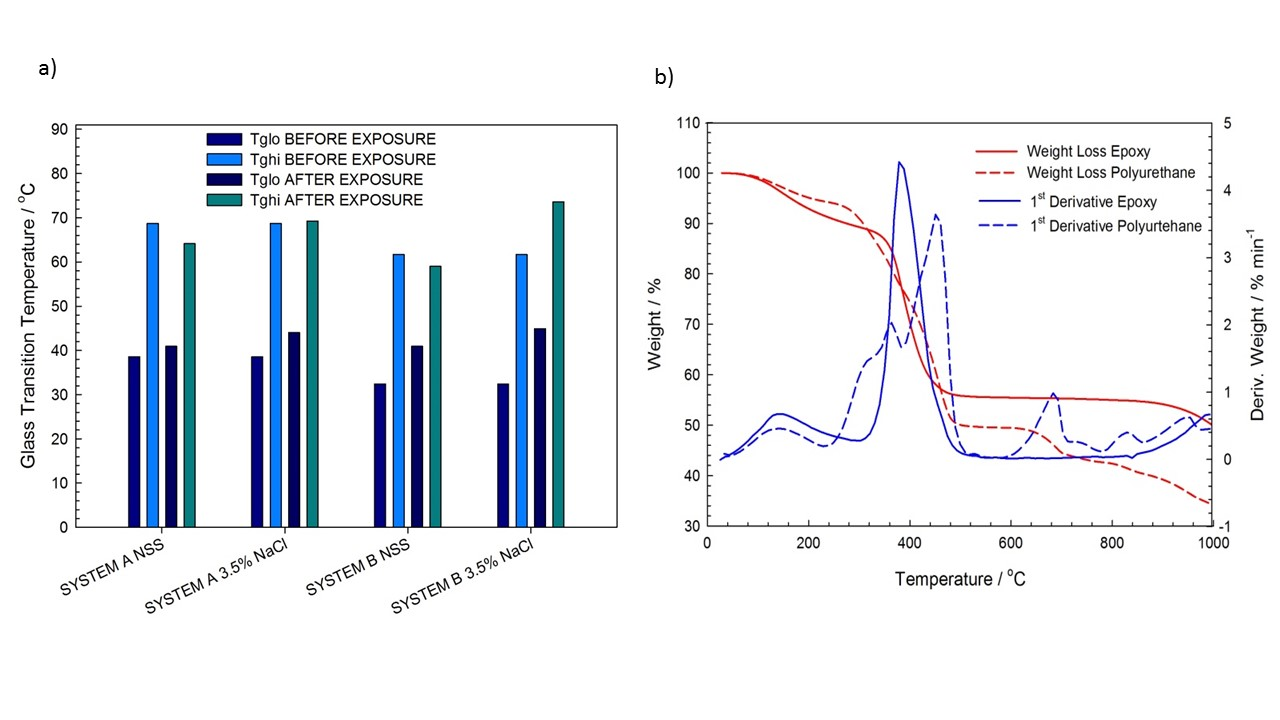 a)
b)
Glass Transition Temperature / °C
90
80
70
60
50
40
30
20
10
0
Tglo BEFORE EXPOSURE
Tghi BEFORE EXPOSURE
Tglo AFTER EXPOSURE
Tghi AFTER EXPOSURE
SYSTEM A NSS
SYSTEM A 3.5% NaCl
SYSTEM B NSS
SYSTEM B 3.5% NaCl
Weight / %
110
100
90
80
70
60
50
40
30
Weight Loss Epoxy
Weight Loss Polyurethane
1st Derivative Epoxy
1st Derivative Polyurtehane
5
4
3
2
1
0
-1
Deriv. Weight / % min-1
0 200 400 600 800 1000
Temperature / °C